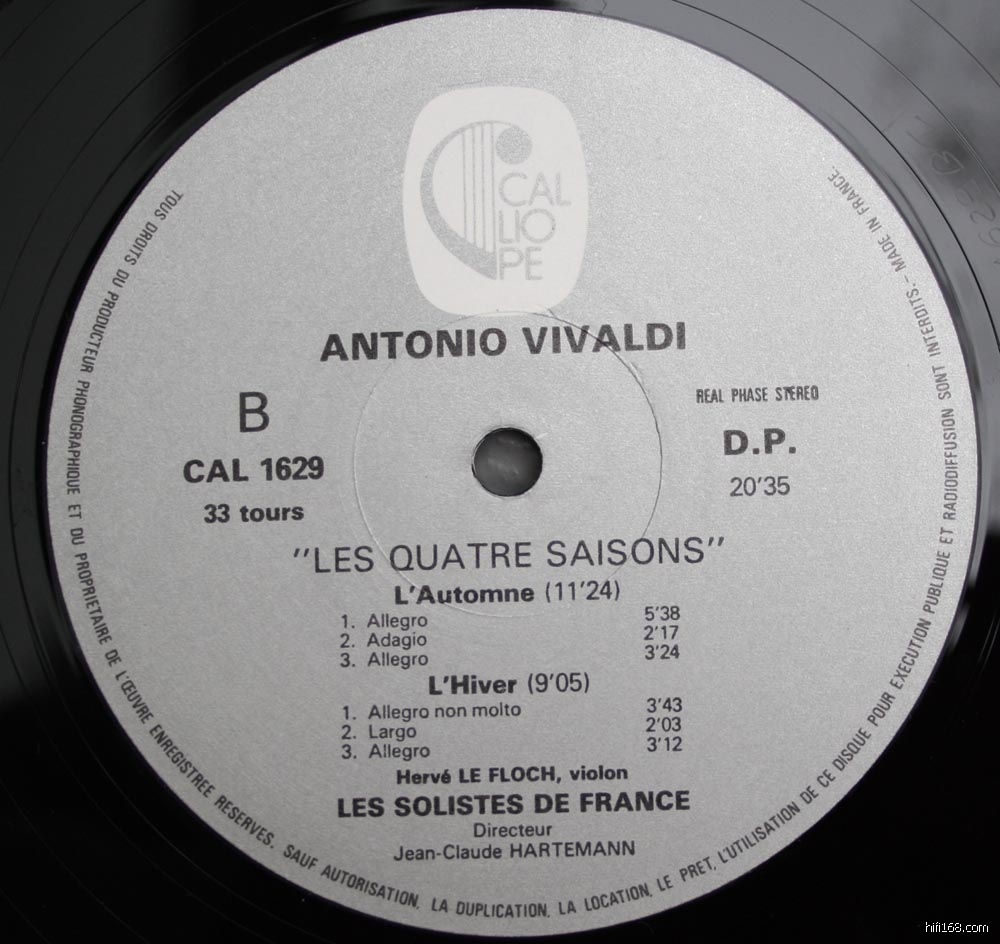 CAL
LIO
PE
ANTONIO VIVALDI
B
CAL 1629
33 tours
REAL PHASE STEREO
D.P.
20'35
"LES QUATRE SAISONS"
L'Automne (11'24)
1. Allegro 5'38
2. Adagio 2'17
3. Allegro 3'24
L'Hiver (9'05)
1. Allegro non molto 3'43
2. Largo 2'03
3. Allegro 3'12
Hervé LE FLOCH, violon
LES SOLISTES DE FRANCE
Directeur
Jean-Claude HARTEMANN
TOUS DROITS DU PRODUCTEUR PHONOGRAPHIQUE ET DU PROPRIETAIRE DE L'ŒUVRE ENREGISTREE RESERVES. SAUF AUTORISATION, LA DUPLICATION, LA LOCATION, LE PRET, L'UTILISATION DE CE DISQUE POUR EXECUTION PUBLIQUE ET RADIODIFFUSION SONT INTERDITS.- MADE IN FRANCE.
hifi168.com